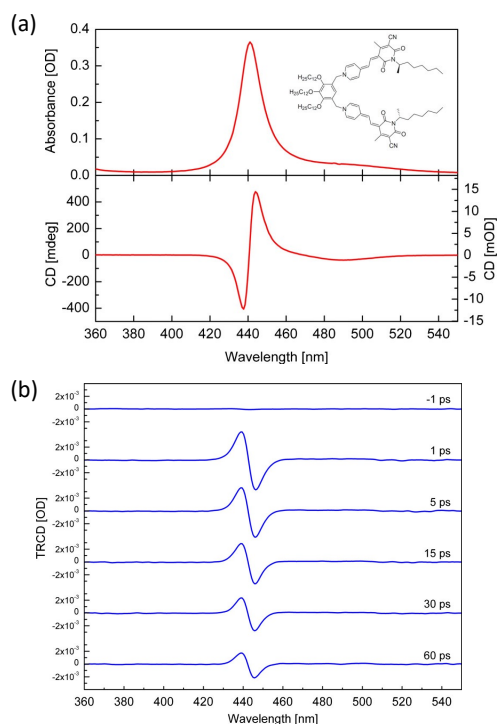 (a)
Absorbance [OD]
0.4
0.3
0.2
0.1
0.0
CN
O
N
O
N
H₂₅C₁₂O
H₂₅C₁₂O
H₂₅C₁₂O
N
O
N
O
CN
CD [mdeg]
400
200
0
-200
-400
15
10
5
0
-5
-10
-15
CD [mOD]
360 380 400 420 440 460 480 500 520 540
Wavelength [nm]
(b)
TRCD [OD]
2x10⁻³
0
-2x10⁻³
-1 ps
2x10⁻³
0
-2x10⁻³
1 ps
2x10⁻³
0
-2x10⁻³
5 ps
2x10⁻³
0
-2x10⁻³
15 ps
2x10⁻³
0
-2x10⁻³
30 ps
2x10⁻³
0
-2x10⁻³
60 ps
360 380 400 420 440 460 480 500 520 540
Wavelength [nm]